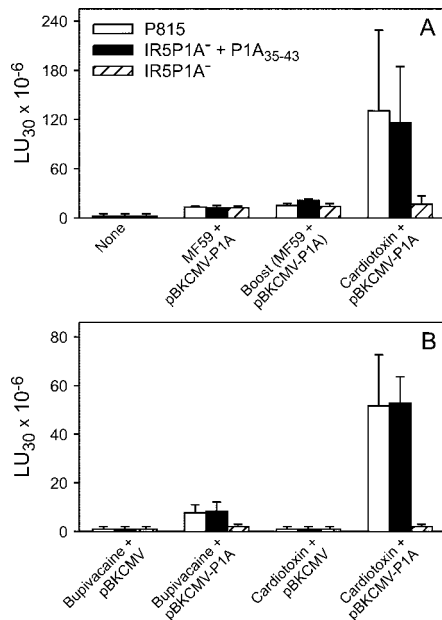 A
P815
IR5P1A- + P1A35-43
IR5P1A-
LU30 x 10-6
240
180
120
60
0
None
MF59 +
pBKCMV-P1A
Boost (MF59 +
pBKCMV-P1A)
Cardiotoxin +
pBKCMV-P1A
B
LU30 x 10-6
80
60
40
20
0
Bupivacaine +
pBKCMV
Bupivacaine +
pBKCMV-P1A
Cardiotoxin +
pBKCMV
Cardiotoxin +
pBKCMV-P1A